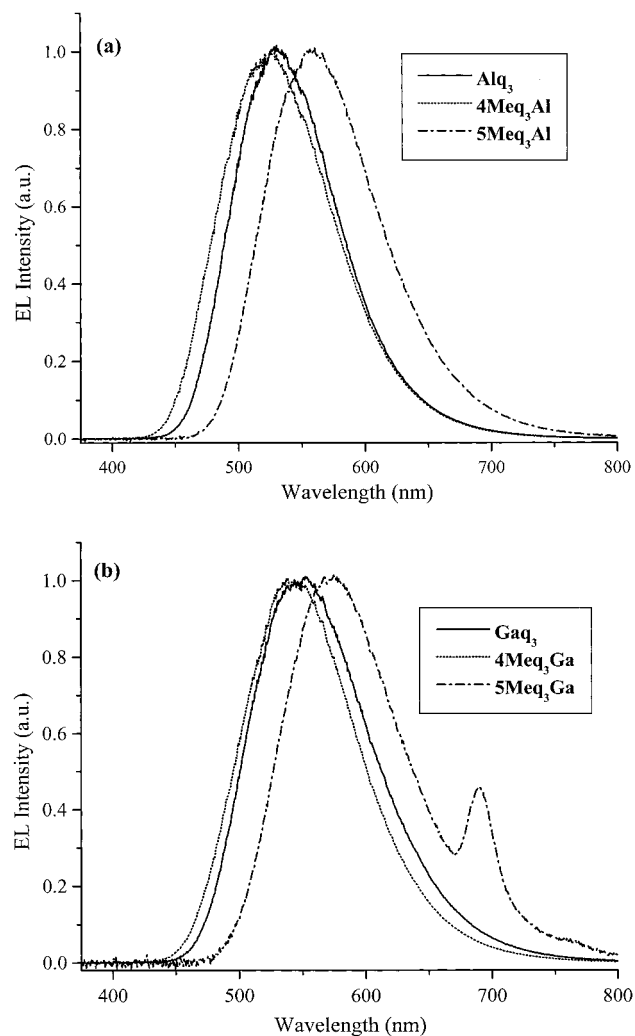 (a)
Alq3
4Meq3Al
5Meq3Al
EL Intensity (a.u.)
1.0
0.8
0.6
0.4
0.2
0.0
400 500 600 700 800
Wavelength (nm)
(b)
Gaq3
4Meq3Ga
5Meq3Ga
EL Intensity (a.u.)
1.0
0.8
0.6
0.4
0.2
0.0
400 500 600 700 800
Wavelength (nm)